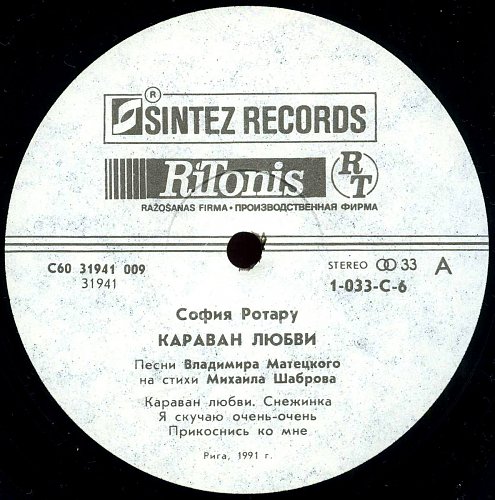 ® SINTEZ RECORDS
RiTonis RT
RAŽOŠANAS FIRMA • ПРОИЗВОДСТВЕННАЯ ФИРМА
С60 31941 009
31941
STEREO 33 A
1-033-C-6
София Ротару
КАРАВАН ЛЮБВИ
Песни Владимира Матецкого
на стихи Михаила Шаброва
Караван любви. Снежинка
Я скучаю очень-очень
Прикоснись ко мне
Рига, 1991 г.